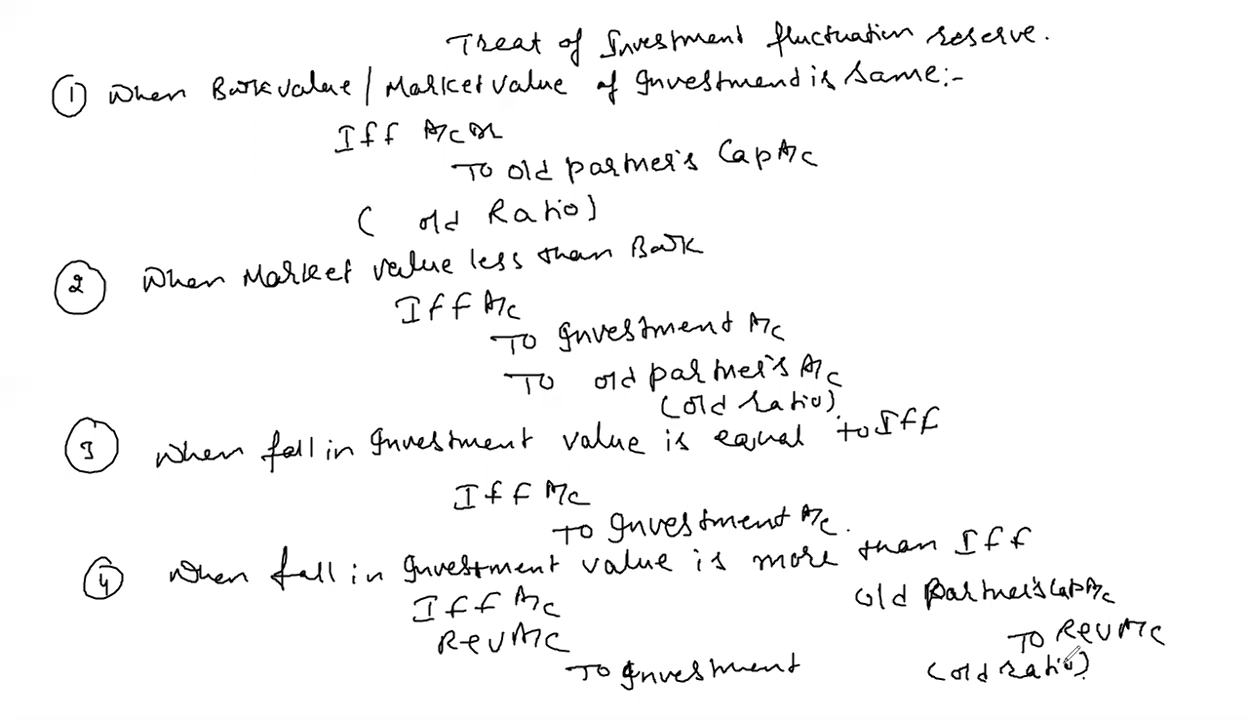 Treat of Investment fluctuation reserve.
① When Book value / Market value of Investment is same:-
Iff A/c Dr
To old partner's Cap A/c
( old Ratio)
② When Market value less than Book
Iff A/c
To Investment A/c
To old partner's A/c
(old ratio)
③ When fall in Investment value is equal to Iff
Iff A/c
To Investment A/c.
④ When fall in Investment value is more than Iff
Iff A/c
Rev A/c
To Investment
old Partner's Cap A/c
To Rev A/c
(old ratio)